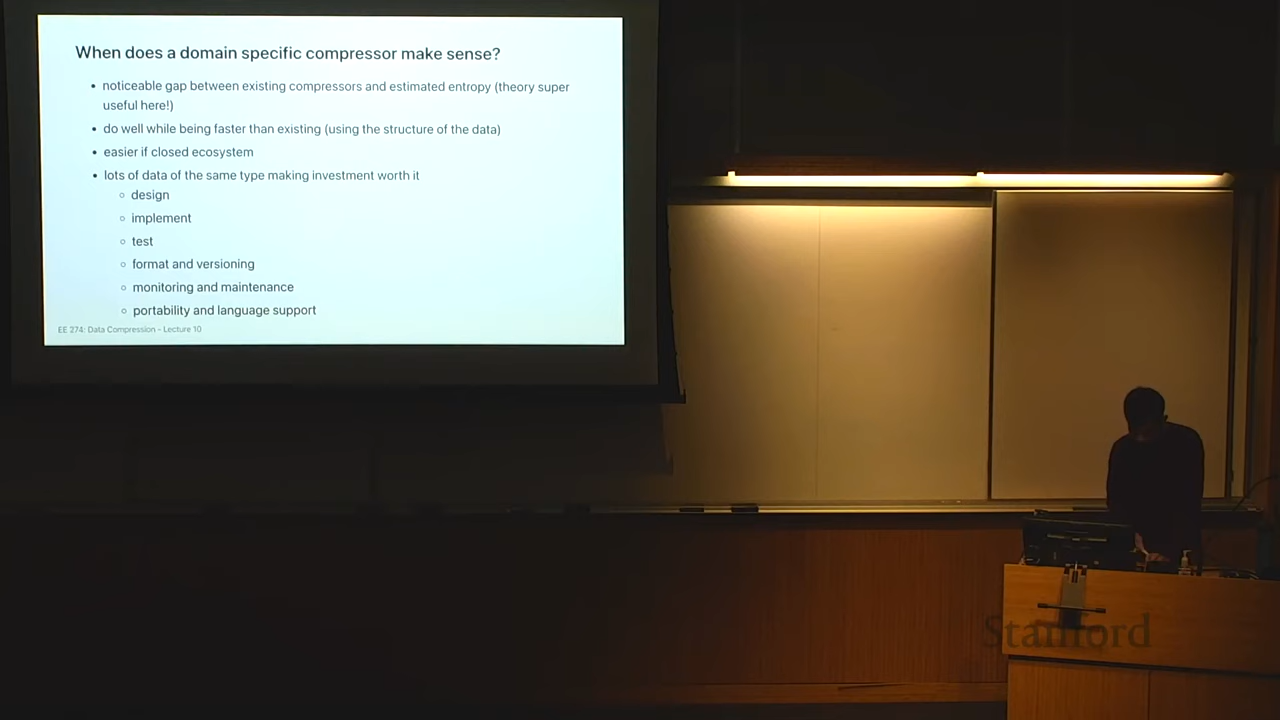 When does a domain specific compressor make sense?
• noticeable gap between existing compressors and estimated entropy (theory super
useful here!)
• do well while being faster than existing (using the structure of the data)
• easier if closed ecosystem
• lots of data of the same type making investment worth it
○ design
○ implement
○ test
○ format and versioning
○ monitoring and maintenance
○ portability and language support
EE 274: Data Compression - Lecture 10
Stanford